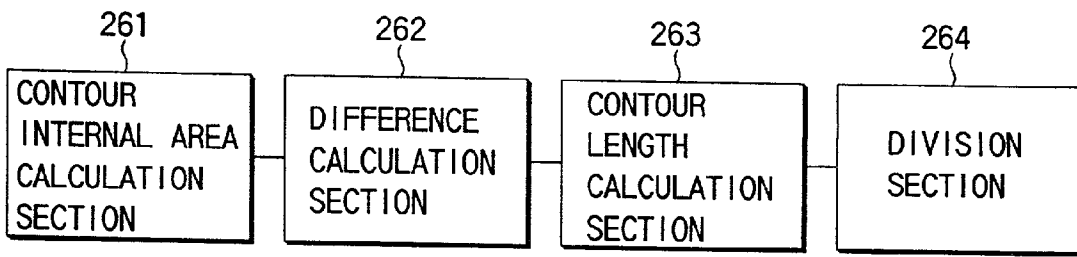 261
262
263
264
CONTOUR
INTERNAL AREA
CALCULATION
SECTION
DIFFERENCE
CALCULATION
SECTION
CONTOUR
LENGTH
CALCULATION
SECTION
DIVISION
SECTION